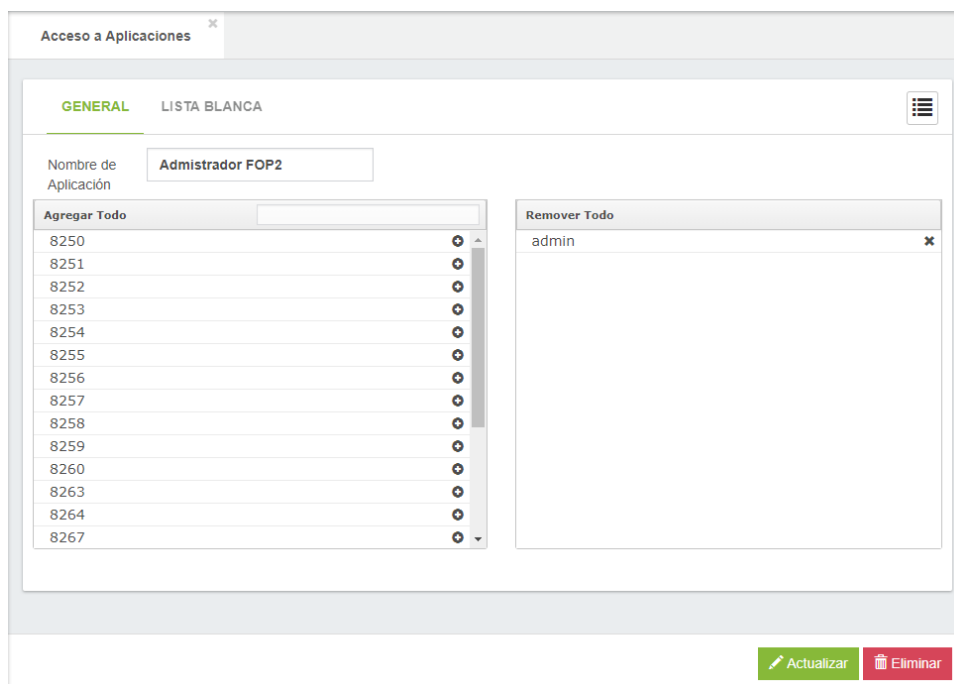 Acceso a Aplicaciones
GENERAL LISTA BLANCA
Nombre de Aplicación
Admistrador FOP2
Agregar Todo
8250
8251
8252
8253
8254
8255
8256
8257
8258
8259
8260
8263
8264
8267
Remover Todo
admin
Actualizar Eliminar